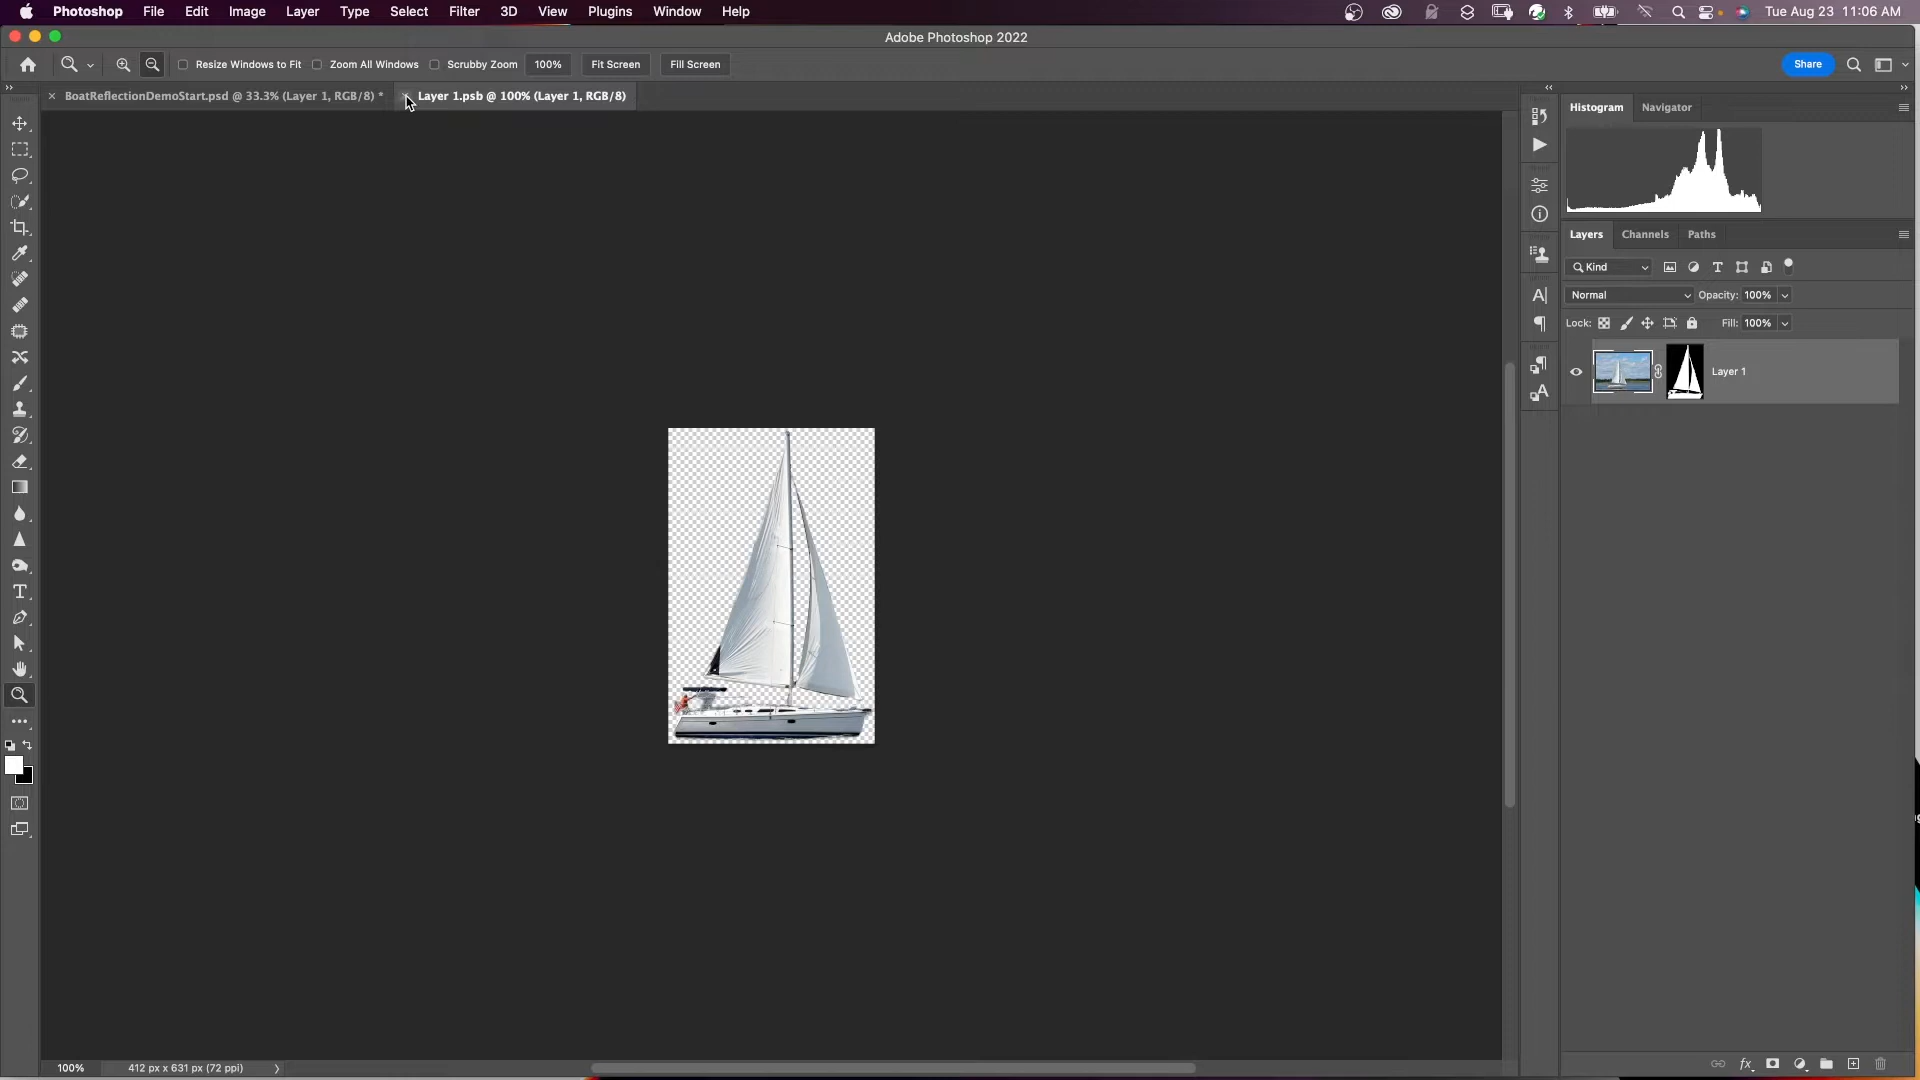 Photoshop File Edit Image Layer Type Select Filter 3D View Plugins Window Help Tue Aug 23 11:06 AM
Adobe Photoshop 2022
Resize Windows to Fit Zoom All Windows Scrubby Zoom 100% Fit Screen Fill Screen Share
BoatReflectionDemoStart.psd @ 33.3% (Layer 1, RGB/8) * Layer 1.psb @ 100% (Layer 1, RGB/8)
Histogram Navigator
Layers Channels Paths
Kind
Normal Opacity: 100%
Lock: Fill: 100%
Layer 1
100% 412 px x 631 px (72 ppi)